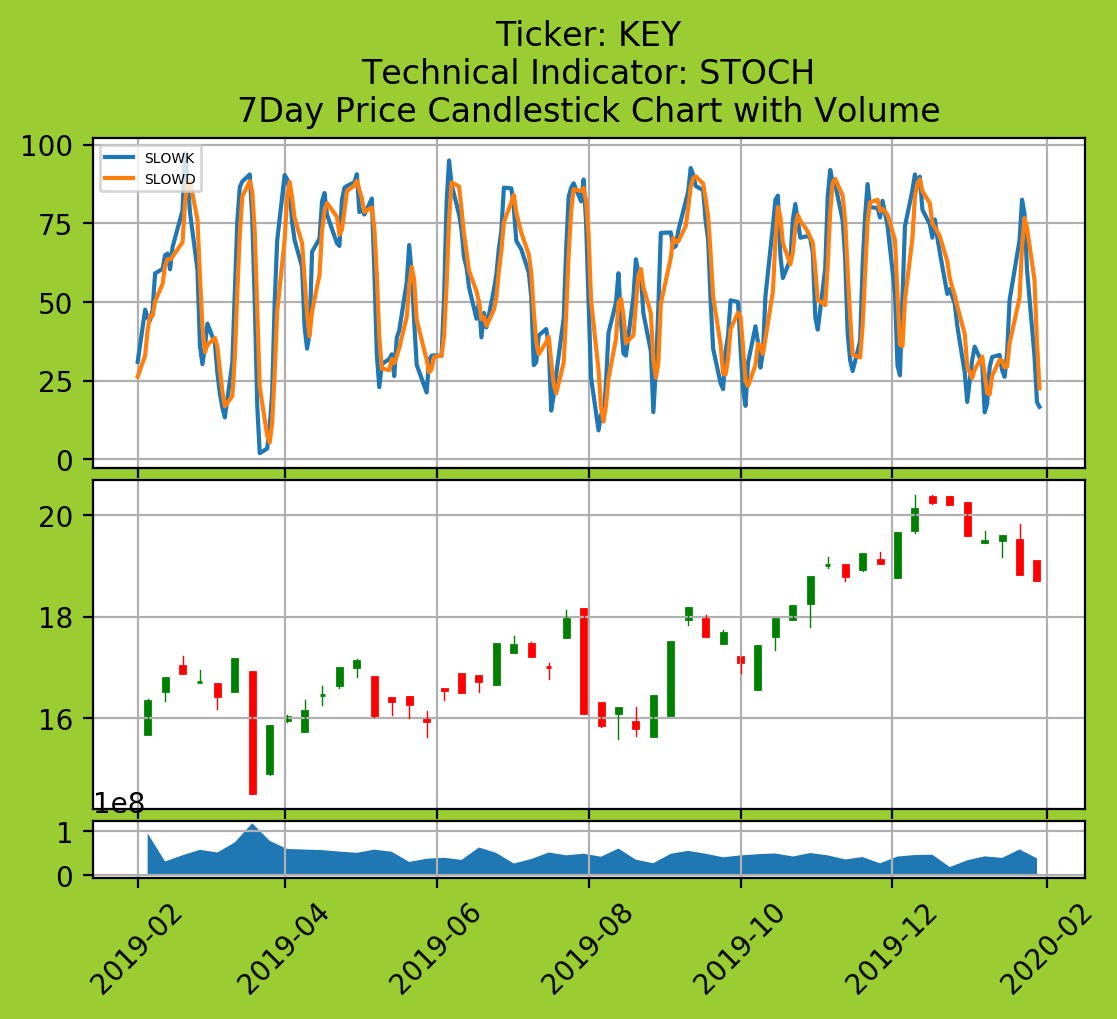 Ticker: KEY
Technical Indicator: STOCH
7Day Price Candlestick Chart with Volume
100
75
50
25
0
SLOWK
SLOWD
20
18
16
1e8
1
0
2019-02
2019-04
2019-06
2019-08
2019-10
2019-12
2020-02